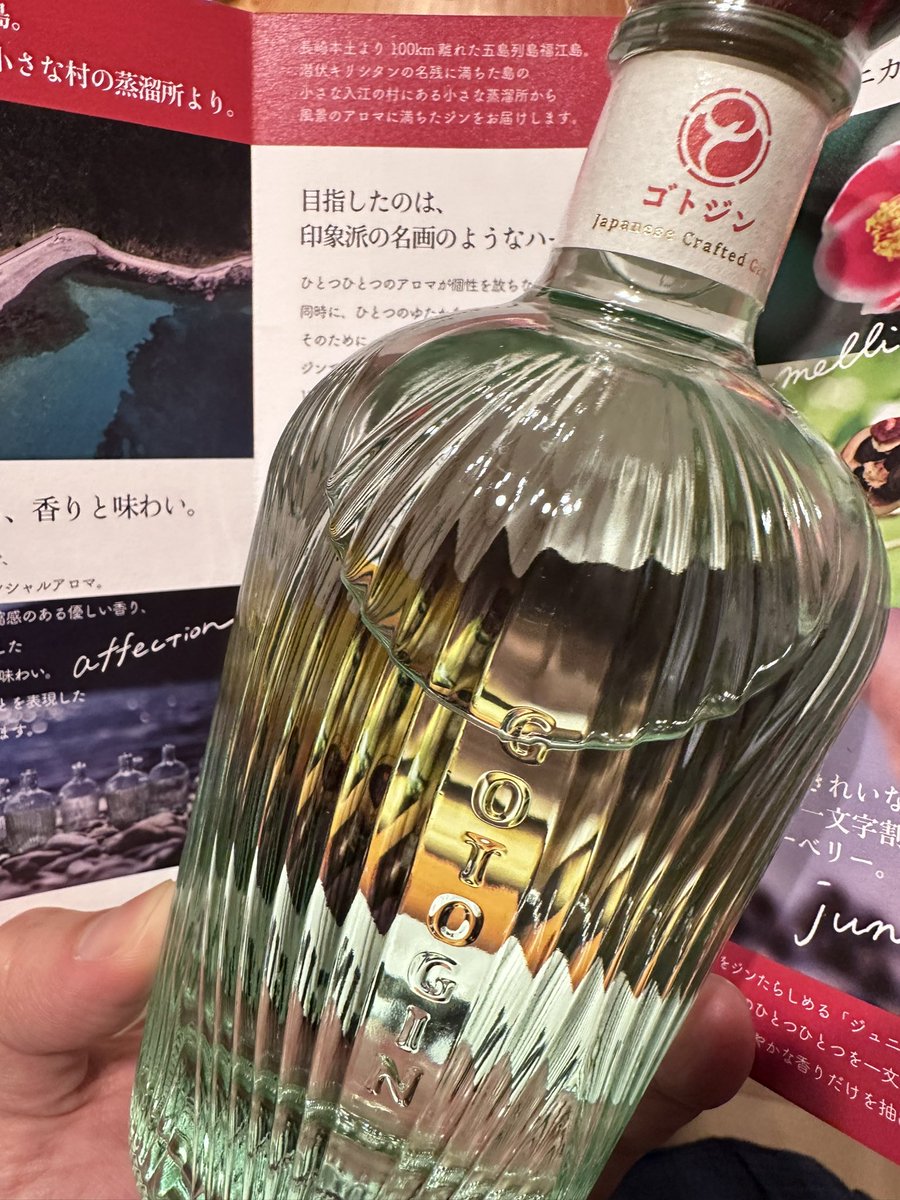 島。
小さな村の蒸溜所より。
長崎本土より 100km 離れた五島列島福江島。
潜伏キリシタンの名残に満ちた島の
小さな入江の村にある小さな蒸溜所から
風景のアロマに満ちたジンをお届けします。
目指したのは、
印象派の名画のような
ひとつひとつのアロマが個性を放ち
同時に、ひとつのゆたか
そのために
ジン
、香りと味わい。
ンシャルアロマ。
感のある優しい香り、
した
味わい。
とを表現した
ます。
affection
ゴトジン
Japanese Crafted
GOTOGIN
ニカ
melli
きれいな
一文字割
ーベリー。
jun
をジンたらしめる「ジュニ
のひとつひとつを一文
やかな香りだけを抽